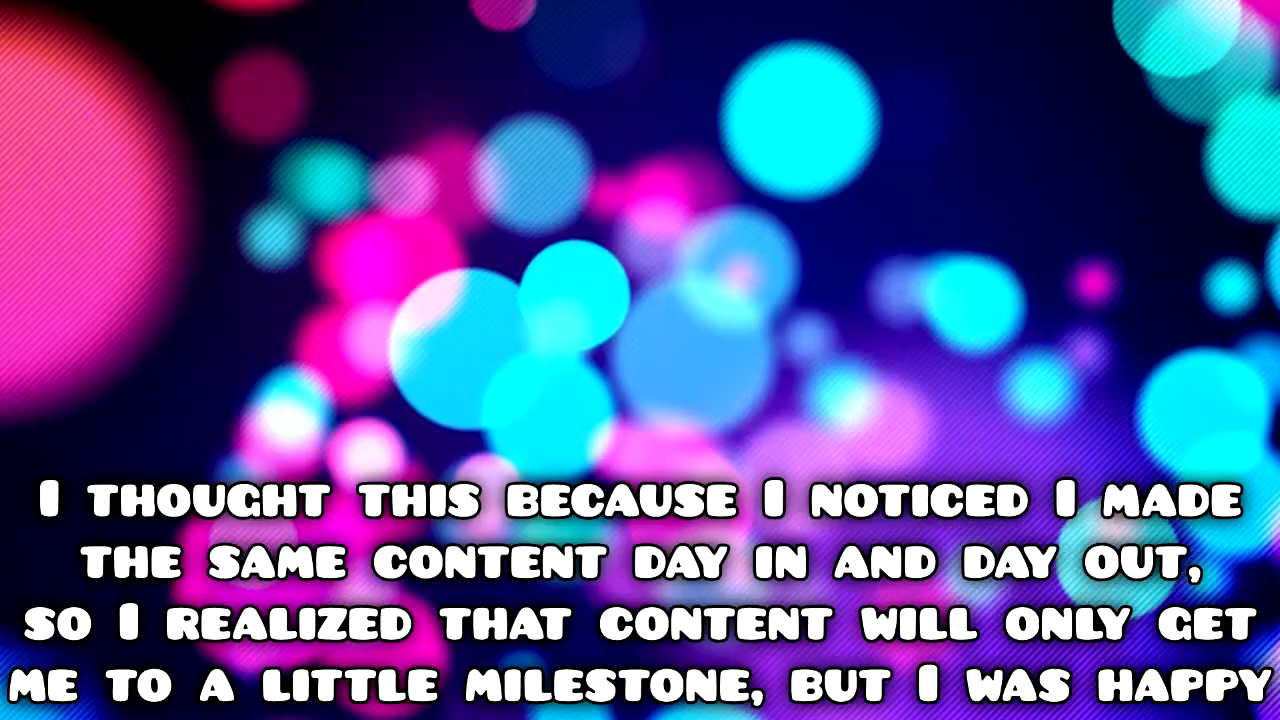 I THOUGHT THIS BECAUSE I NOTICED I MADE
THE SAME CONTENT DAY IN AND DAY OUT,
SO I REALIZED THAT CONTENT WILL ONLY GET
ME TO A LITTLE MILESTONE, BUT I WAS HAPPY